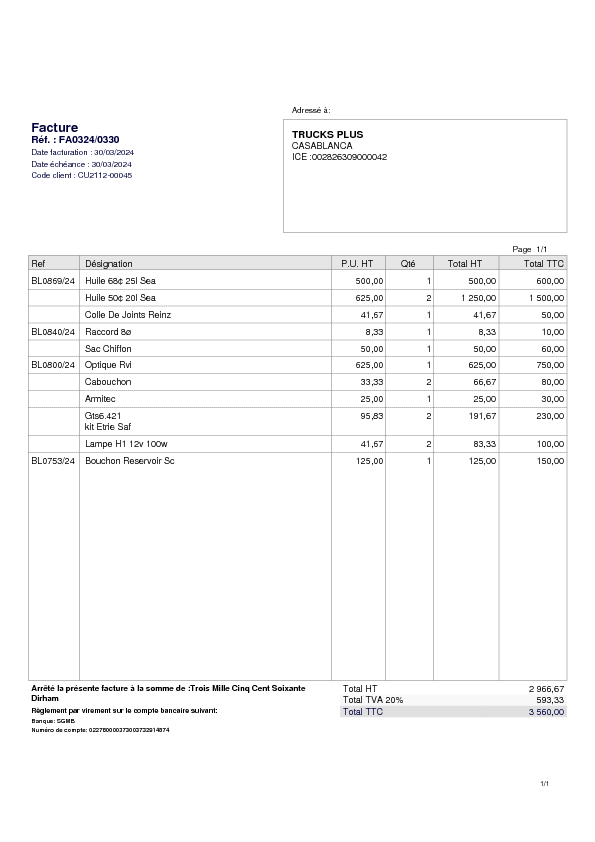 Adressé à:
Facture
Réf. : FA0324/0330
Date facturation : 30/03/2024
Date échéance : 30/03/2024
Code client : CU2112-00045
TRUCKS PLUS
CASABLANCA
ICE :002826309000042
Page 1/1
Ref Désignation P.U. HT Qté Total HT Total TTC
BL0869/24 Huile 68¢ 25l Sea 500,00 1 500,00 600,00
Huile 50¢ 20l Sea 625,00 2 1 250,00 1 500,00
Colle De Joints Reinz 41,67 1 41,67 50,00
BL0840/24 Raccord 8ø 8,33 1 8,33 10,00
Sac Chiffon 50,00 1 50,00 60,00
BL0800/24 Optique Rvi 625,00 1 625,00 750,00
Cabouchon 33,33 2 66,67 80,00
Armitec 25,00 1 25,00 30,00
Gts6.421 95,83 2 191,67 230,00
kit Etrie Saf
Lampe H1 12v 100w 41,67 2 83,33 100,00
BL0753/24 Bouchon Reservoir Sc 125,00 1 125,00 150,00
Arrêté la présente facture à la somme de :Trois Mille Cinq Cent Soixante
Dirham
Règlement par virement sur le compte bancaire suivant:
Banque: SGMB
Numéro de compte: 022780000373003732914874
Total HT 2 966,67
Total TVA 20% 593,33
Total TTC 3 560,00
1/1